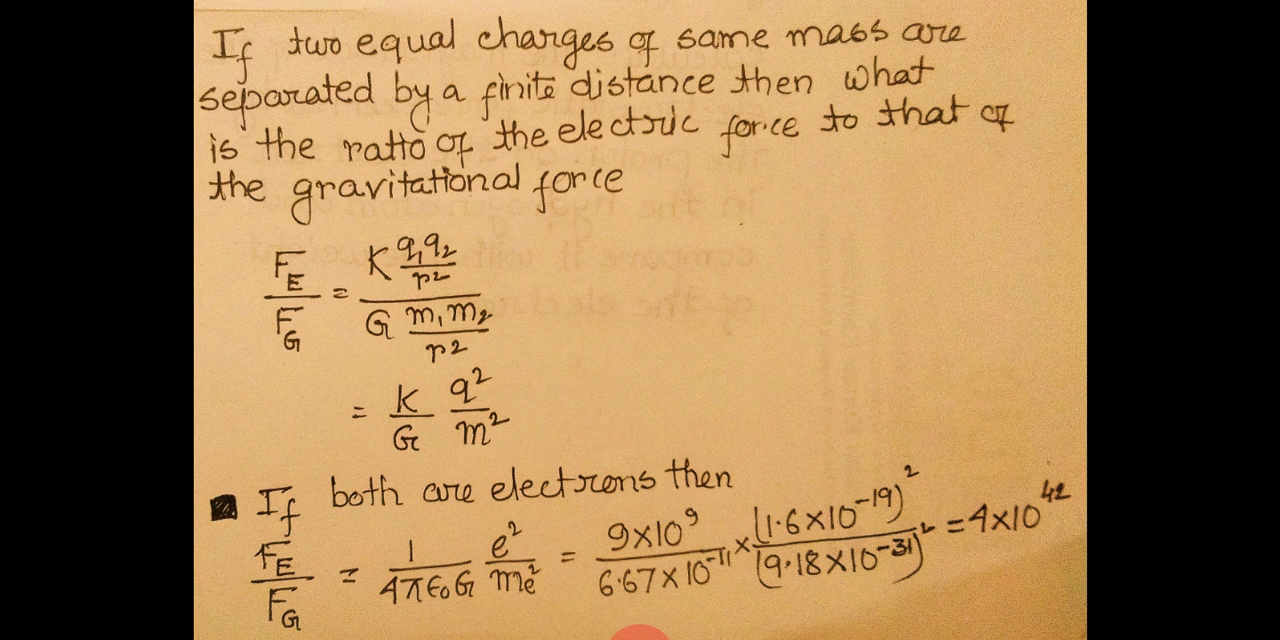 If two equal charges of same mass are
separated by a finite distance then what
is the ratio of the electric force to that of
the gravitational force
F_E / F_G = (K q₁q₂/r²) / (G m₁m₂/r²)
= K/G q²/m²
■ If both are electrons then
F_E / F_G = 1/(4πϵ₀G) e²/mₑ² = 9×10⁹/(6.67×10⁻¹¹) × (1.6×10⁻¹⁹)²/(9.18×10⁻³¹)² = 4×10⁴²